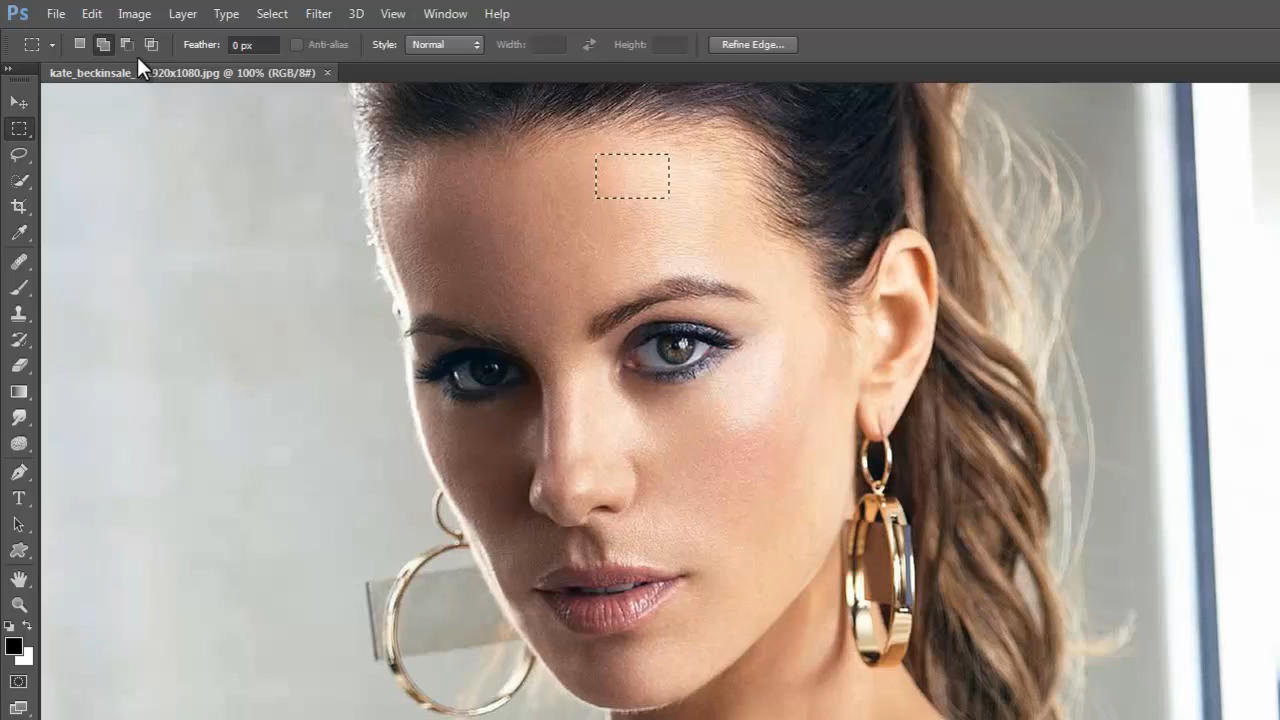 Ps File Edit Image Layer Type Select Filter 3D View Window Help
Feather: 0 px Anti-alias Style: Normal Width: Height: Refine Edge...
kate_beckinsale_ 920x1080.jpg @ 100% (RGB/8#) ×
T